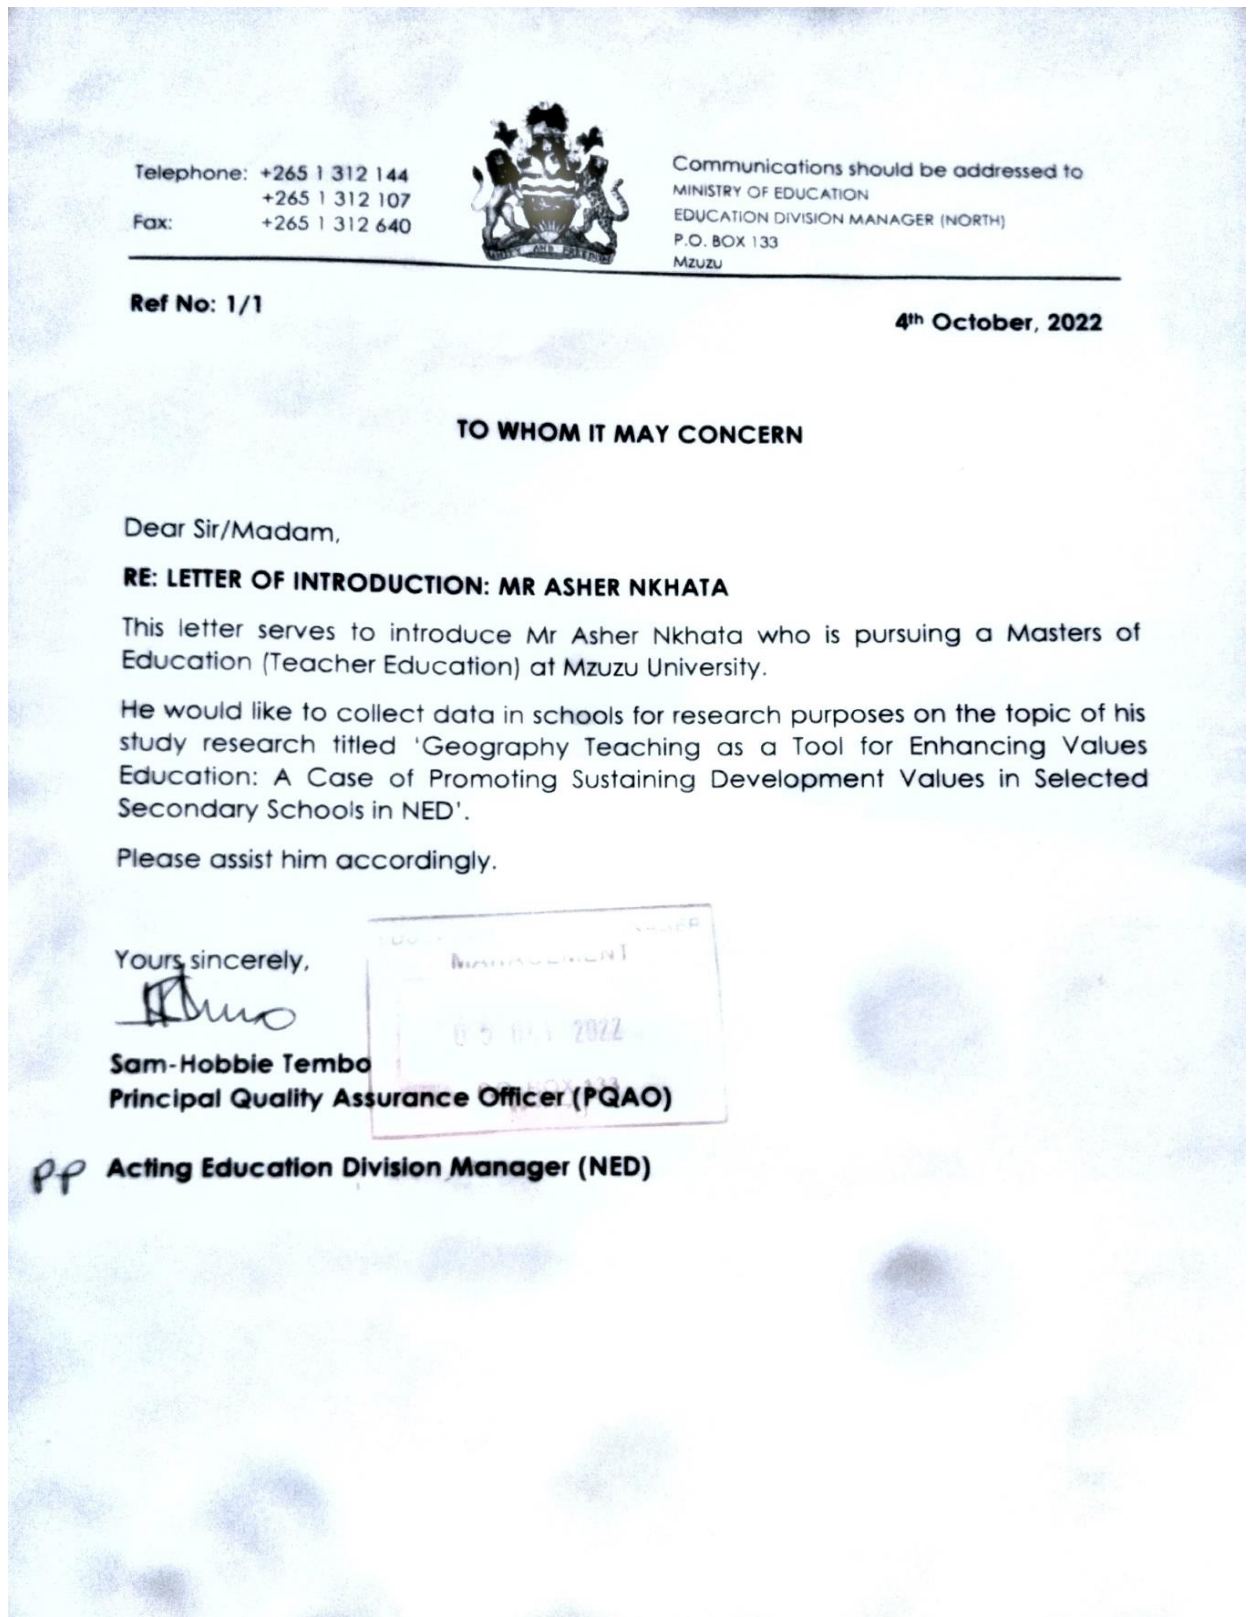 Telephone: +265 1 312 144
+265 1 312 107
Fax: +265 1 312 640
Communications should be addressed to
MINISTRY OF EDUCATION
EDUCATION DIVISION MANAGER (NORTH)
P.O. BOX 133
MZUZU
UNITY AND FREEDOM
Ref No: 1/1
4th October, 2022
TO WHOM IT MAY CONCERN
Dear Sir/Madam,
RE: LETTER OF INTRODUCTION: MR ASHER NKHATA
This letter serves to introduce Mr Asher Nkhata who is pursuing a Masters of
Education (Teacher Education) at Mzuzu University.
He would like to collect data in schools for research purposes on the topic of his
study research titled 'Geography Teaching as a Tool for Enhancing Values
Education: A Case of Promoting Sustaining Development Values in Selected
Secondary Schools in NED'.
Please assist him accordingly.
Yours sincerely,
2022
P.O. BOX 133
Sam-Hobbie Tembo
Principal Quality Assurance Officer (PQAO)
PP Acting Education Division Manager (NED)